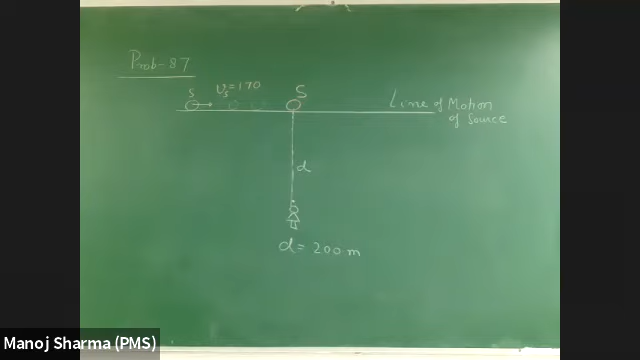 Prob-87
S
Vs=170
S
Line of Motion
of Source
d
d = 200 m
Manoj Sharma (PMS)